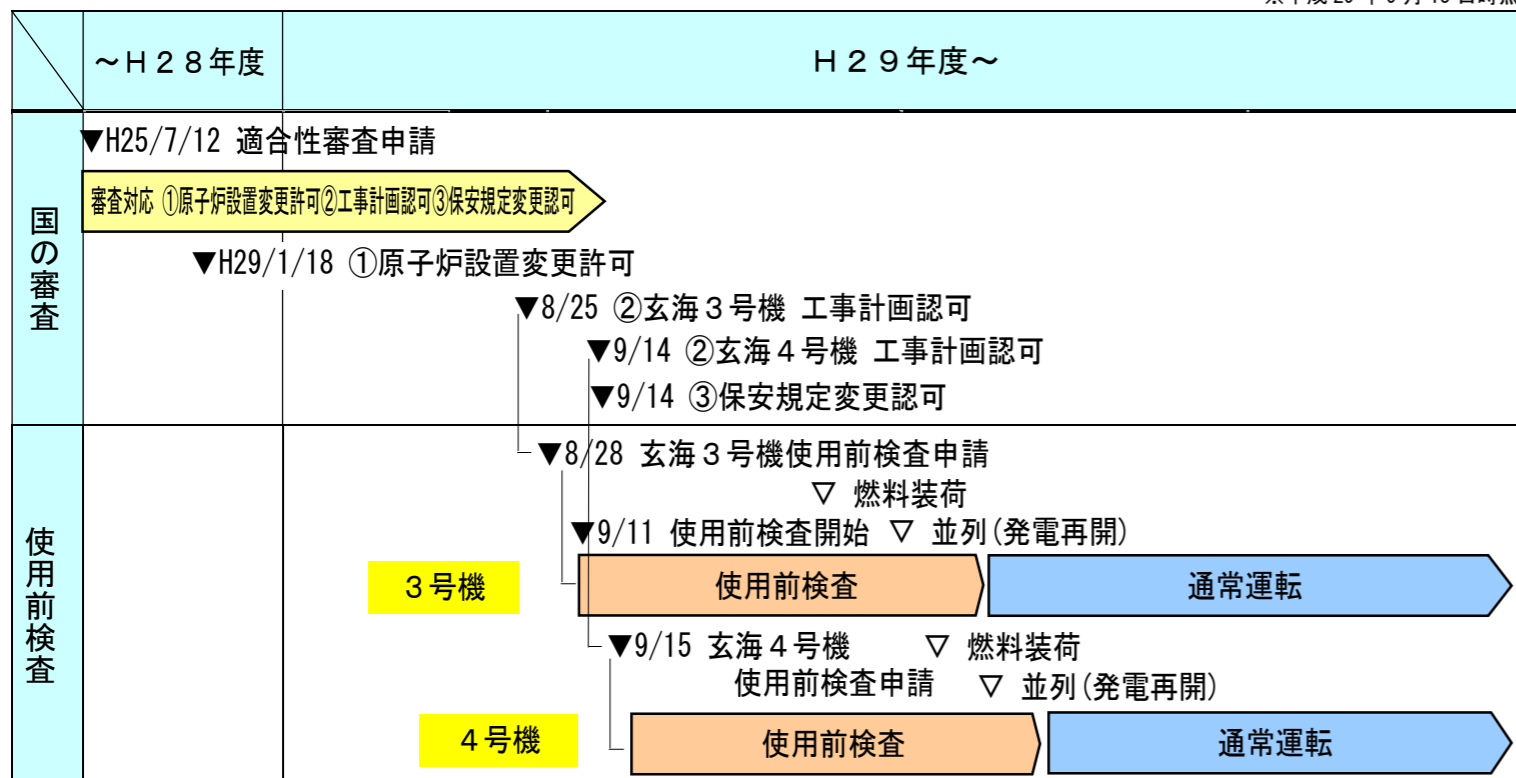 ～Ｈ２８年度
Ｈ２９年度～
国の審査
▼H25/7/12 適合性審査申請
審査対応 ①原子炉設置変更許可②工事計画認可③保安規定変更認可
▼H29/1/18 ①原子炉設置変更許可
▼8/25 ②玄海３号機 工事計画認可
▼9/14 ②玄海４号機 工事計画認可
▼9/14 ③保安規定変更認可
使用前検査
▼8/28 玄海３号機使用前検査申請
▽ 燃料装荷
▼9/11 使用前検査開始 ▽ 並列(発電再開)
３号機
使用前検査
通常運転
▼9/15 玄海４号機 ▽ 燃料装荷
使用前検査申請 ▽ 並列(発電再開)
４号機
使用前検査
通常運転